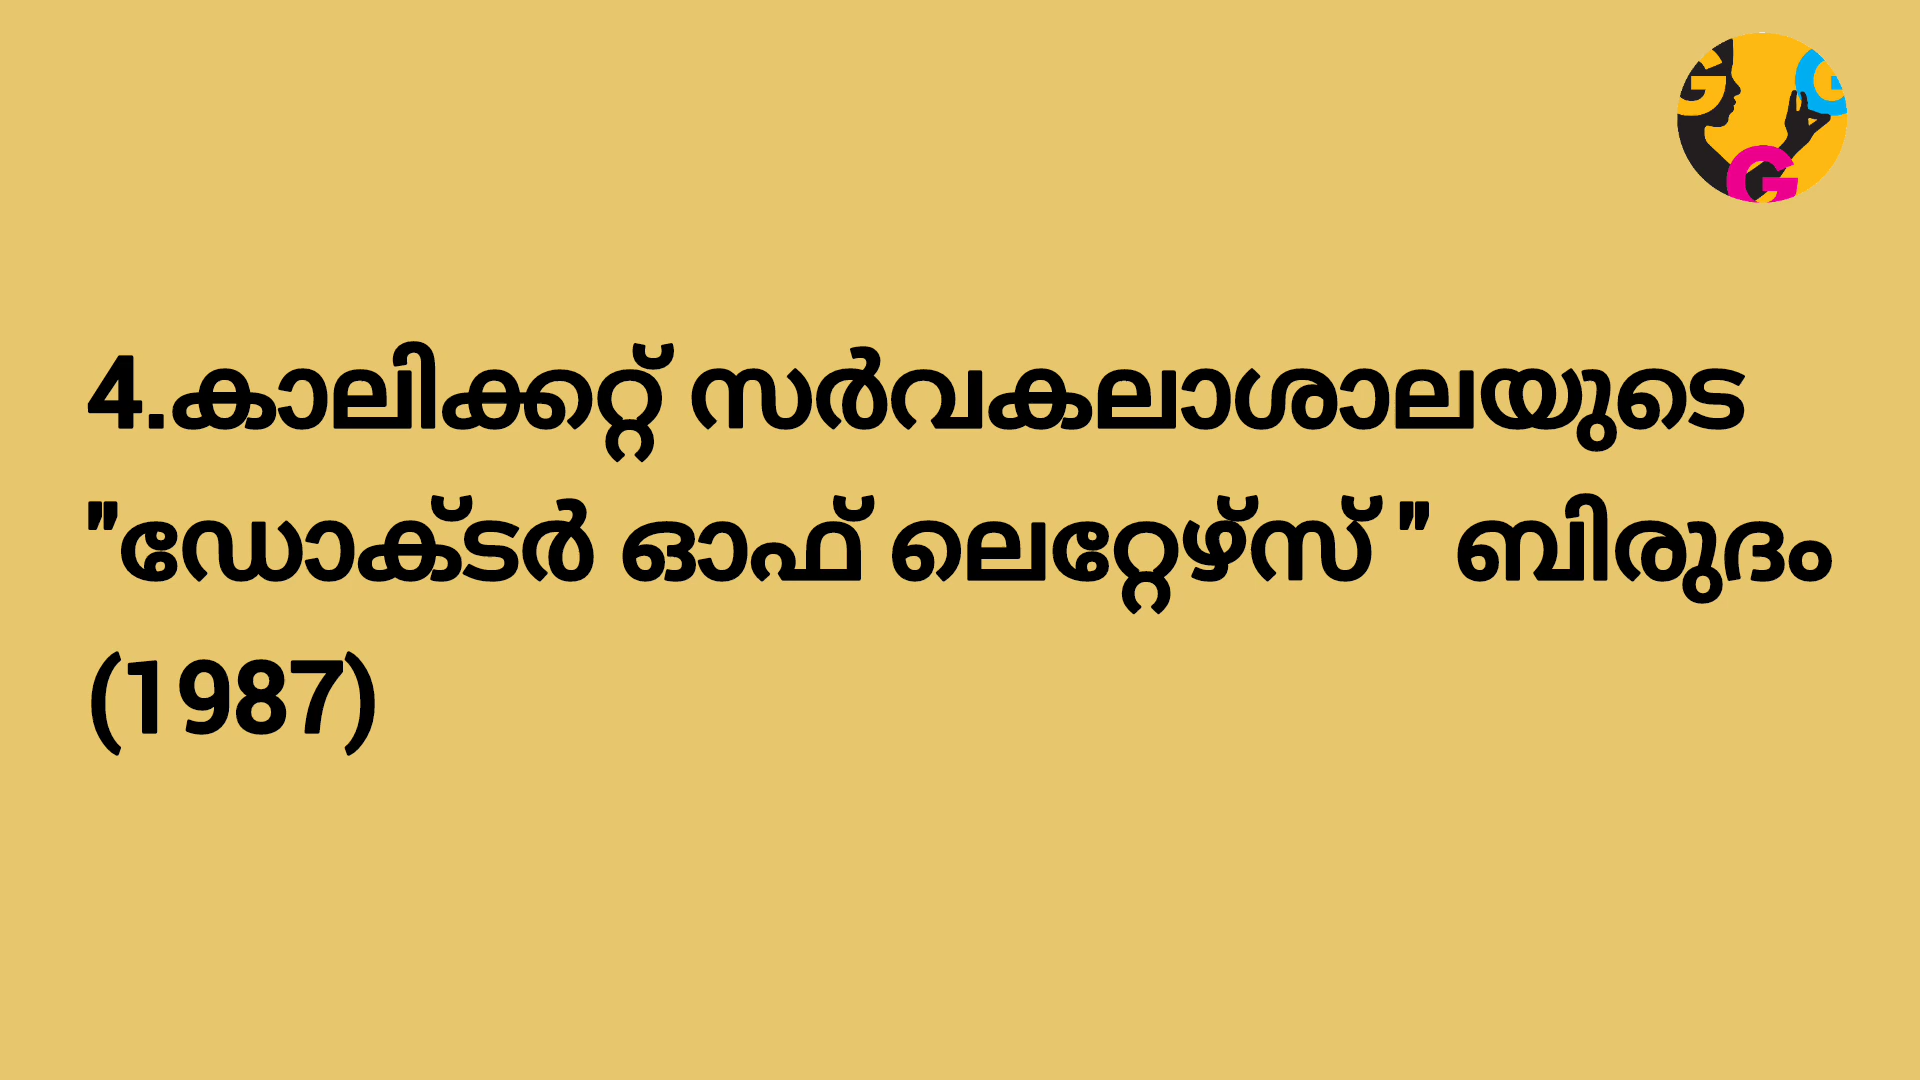 4.കാലിക്കറ്റ് സർവകലാശാലയുടെ
"ഡോക്ടർ ഓഫ് ലെറ്റേഴ്സ് " ബിരുദം
(1987)
G
G
G